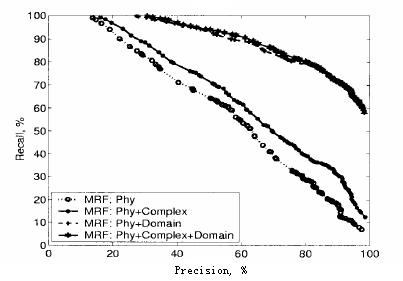 100
90
80
70
60
50
40
30
20
10
0
Recall, %
MRF: Phy
MRF: Phy+Complex
MRF: Phy+Domain
MRF: Phy+Complex+Domain
0 20 40 60 80 100
Precision, %